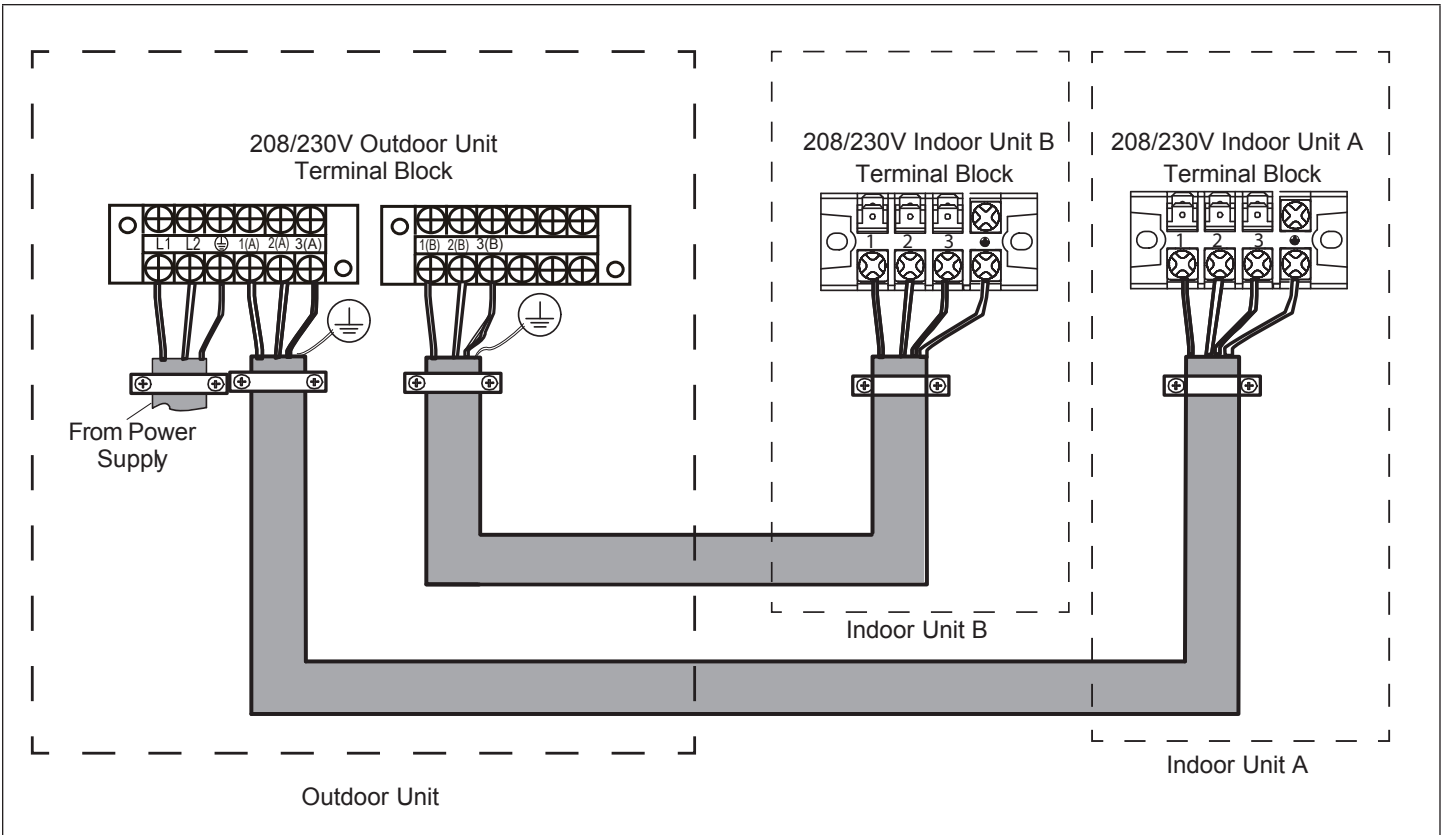 208/230V Outdoor Unit
Terminal Block
208/230V Indoor Unit B
Terminal Block
208/230V Indoor Unit A
Terminal Block
L1 L2 1(A) 2(A) 3(A)
1(B) 2(B) 3(B)
1 2 3
1 2 3
From Power
Supply
Indoor Unit B
Indoor Unit A
Outdoor Unit